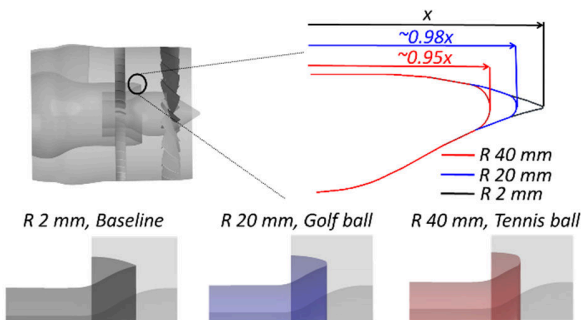 x
~0.98x
~0.95x
R 40 mm
R 20 mm
R 2 mm
R 2 mm, Baseline
R 20 mm, Golf ball
R 40 mm, Tennis ball